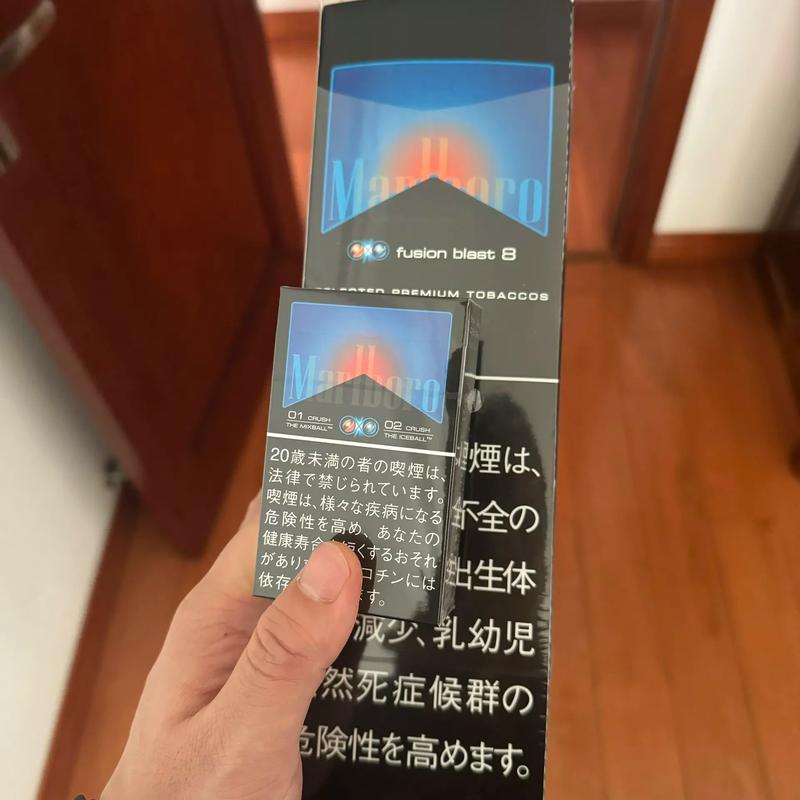 Marlboro
fusion blast 8
SELECTED PREMIUM TOBACCOS
Marlboro
01 CRUSH
THE MIXBALL™
02 CRUSH
THE ICEBALL™
20歳未満の者の喫煙は、
法律で禁じられています。
喫煙は、様々な疾病になる
危険性を高め、あなたの
健康寿命を短くするおそれ
があり
コチンには
依存
ます。
煙は、
不全の
出生体
減少、乳幼児
然死症候群の
危険性を高めます。